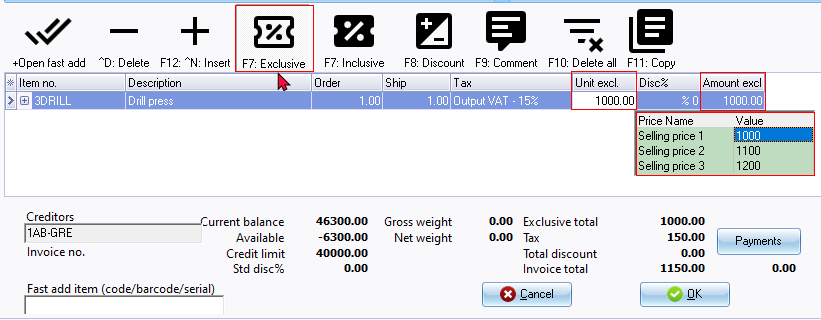 +Open fast add ^D: Delete F12: ^N: Insert F7: Exclusive F7: Inclusive F8: Discount F9: Comment F10: Delete all F11: Copy
Item no. Description Order Ship Tax Unit excl. Disc% Amount excl
3DRILL Drill press 1.00 1.00 Output VAT - 15% 1000.00 % 0 1000.00
Price Name Value
Selling price 1 1000
Selling price 2 1100
Selling price 3 1200
Creditors
1AB-GRE
Invoice no.
Current balance 46300.00 Gross weight 0.00 Exclusive total 1000.00
Available -6300.00 Net weight 0.00 Tax 150.00
Credit limit 40000.00 Total discount 0.00
Std disc% 0.00 Invoice total 1150.00 0.00
Payments
Fast add item (code/barcode/serial)
Cancel OK